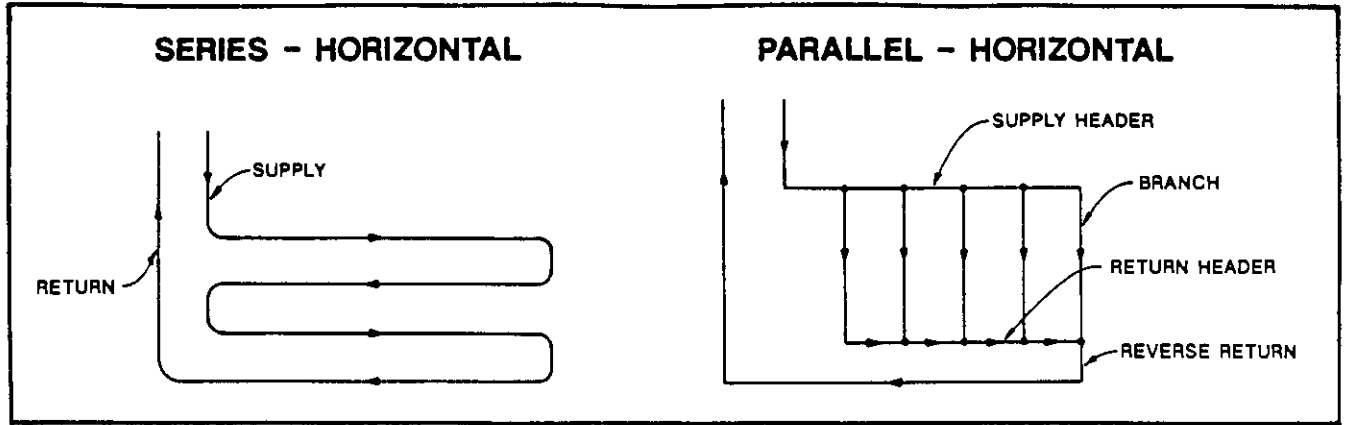 SERIES - HORIZONTAL
SUPPLY
RETURN
PARALLEL - HORIZONTAL
SUPPLY HEADER
BRANCH
RETURN HEADER
REVERSE RETURN